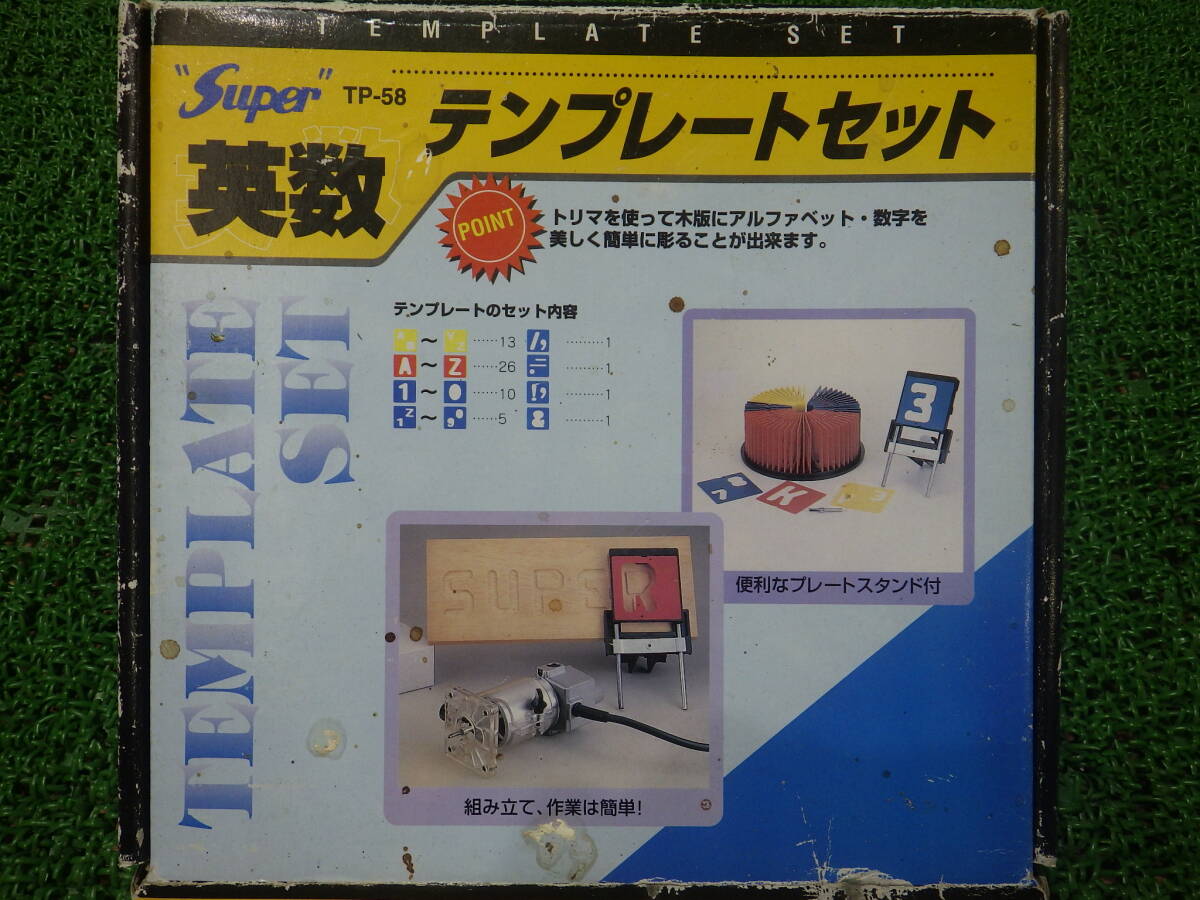 TEMPLATE SET
"Super" TP-58
テンプレートセット
英数
POINT
トリマを使って木版にアルファベット・数字を
美しく簡単に彫ることが出来ます。
TEMPLATE
SET
テンプレートのセット内容
～ ……13 /, ………1
A ～ Z ……26 ………1
1 ～ 0 ……10 !? ………1
～ ……5 & ………1
3
K
便利なプレートスタンド付
SUPER
組み立て、作業は簡単!